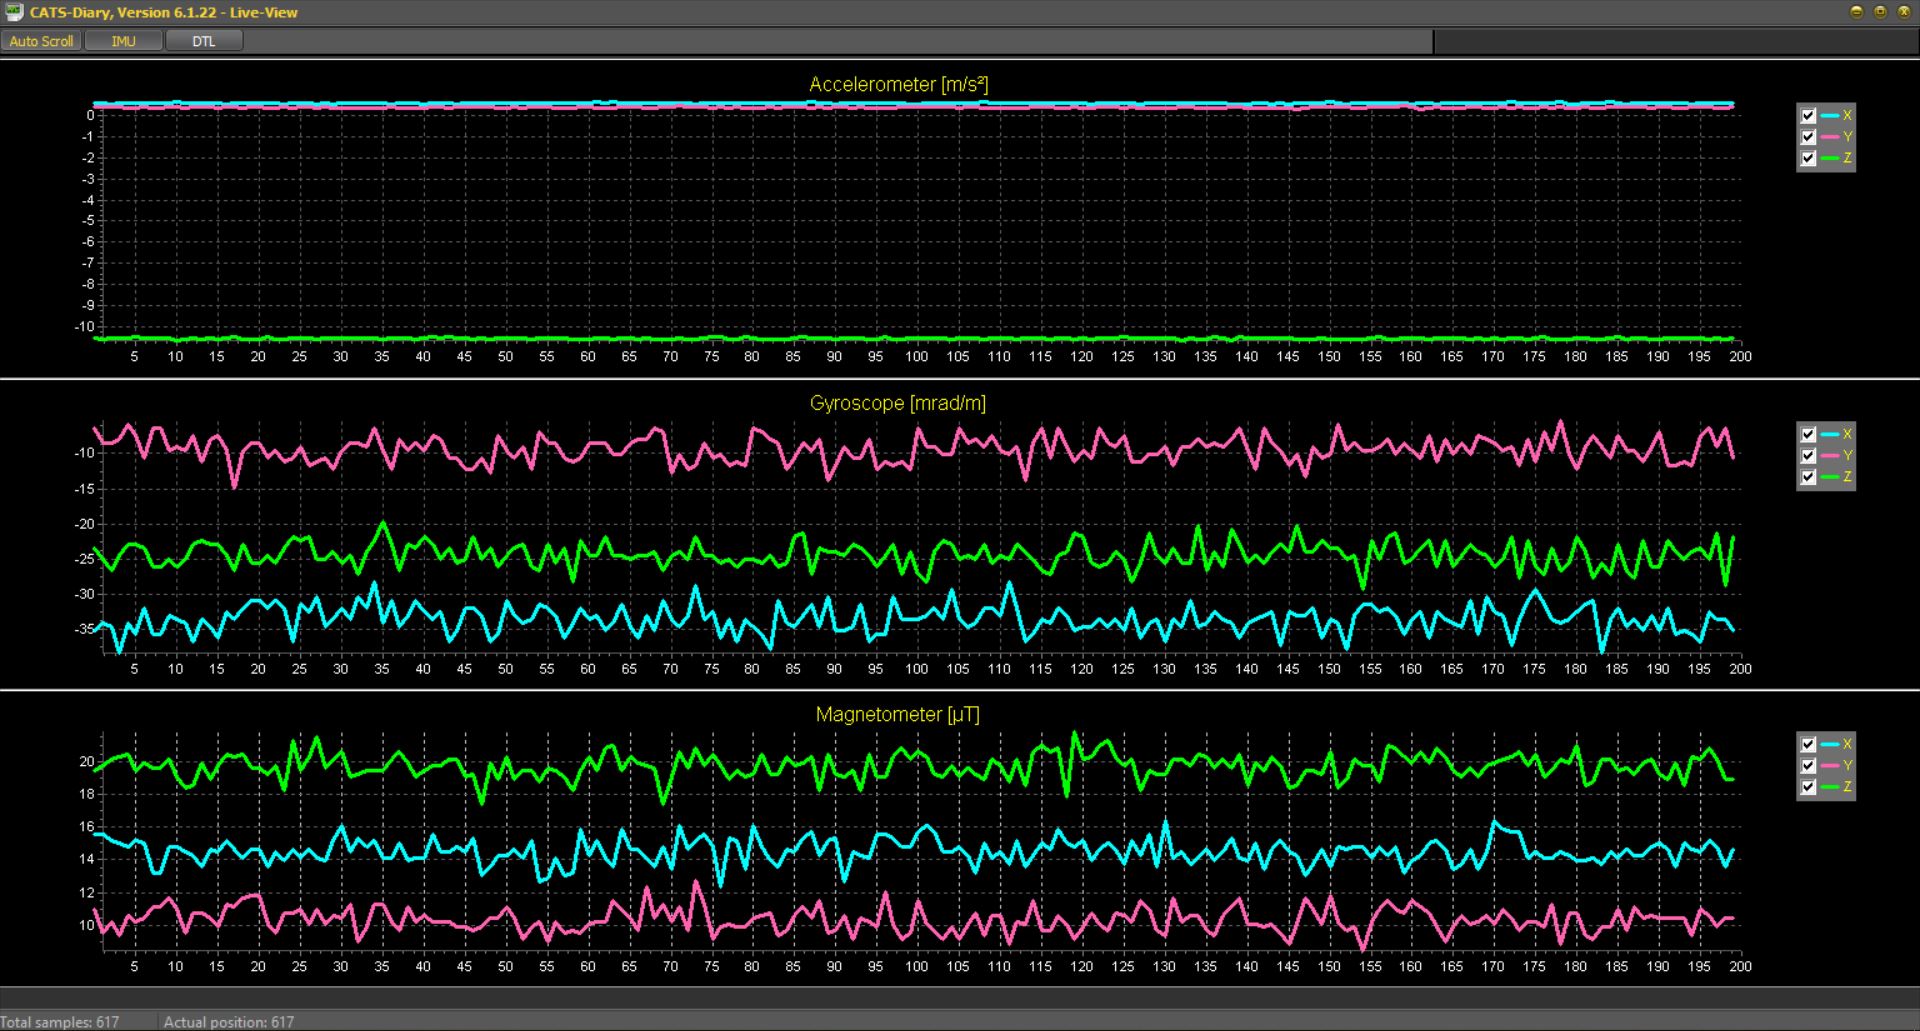 CATS-Diary, Version 6.1.22 - Live-View
Auto Scroll IMU DTL
Accelerometer [m/s²]
0
-1
-2
-3
-4
-5
-6
-7
-8
-9
-10
X
Y
Z
5 10 15 20 25 30 35 40 45 50 55 60 65 70 75 80 85 90 95 100 105 110 115 120 125 130 135 140 145 150 155 160 165 170 175 180 185 190 195 200
Gyroscope [mrad/m]
-10
-15
-20
-25
-30
-35
X
Y
Z
5 10 15 20 25 30 35 40 45 50 55 60 65 70 75 80 85 90 95 100 105 110 115 120 125 130 135 140 145 150 155 160 165 170 175 180 185 190 195 200
Magnetometer [µT]
20
18
16
14
12
10
X
Y
Z
5 10 15 20 25 30 35 40 45 50 55 60 65 70 75 80 85 90 95 100 105 110 115 120 125 130 135 140 145 150 155 160 165 170 175 180 185 190 195 200
Total samples: 617 Actual position: 617